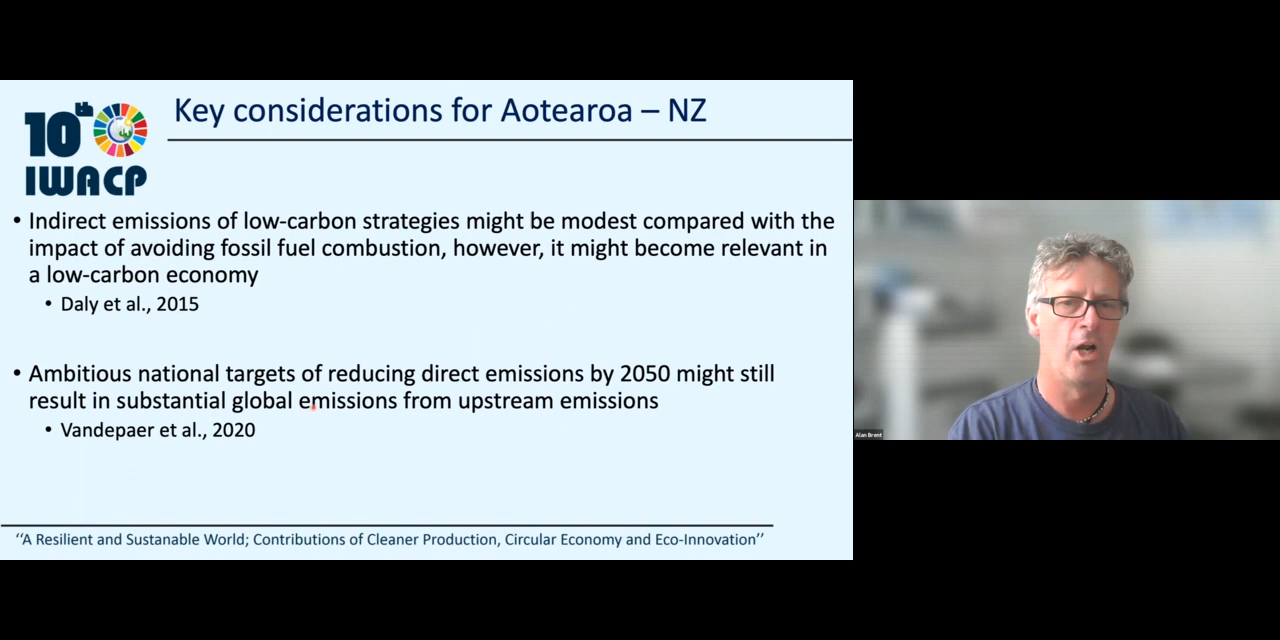 10th
IWACP
Key considerations for Aotearoa – NZ
• Indirect emissions of low-carbon strategies might be modest compared with the
impact of avoiding fossil fuel combustion, however, it might become relevant in
a low-carbon economy
• Daly et al., 2015
• Ambitious national targets of reducing direct emissions by 2050 might still
result in substantial global emissions from upstream emissions
• Vandepaer et al., 2020
“A Resilient and Sustanable World; Contributions of Cleaner Production, Circular Economy and Eco-Innovation”
Alan Brent